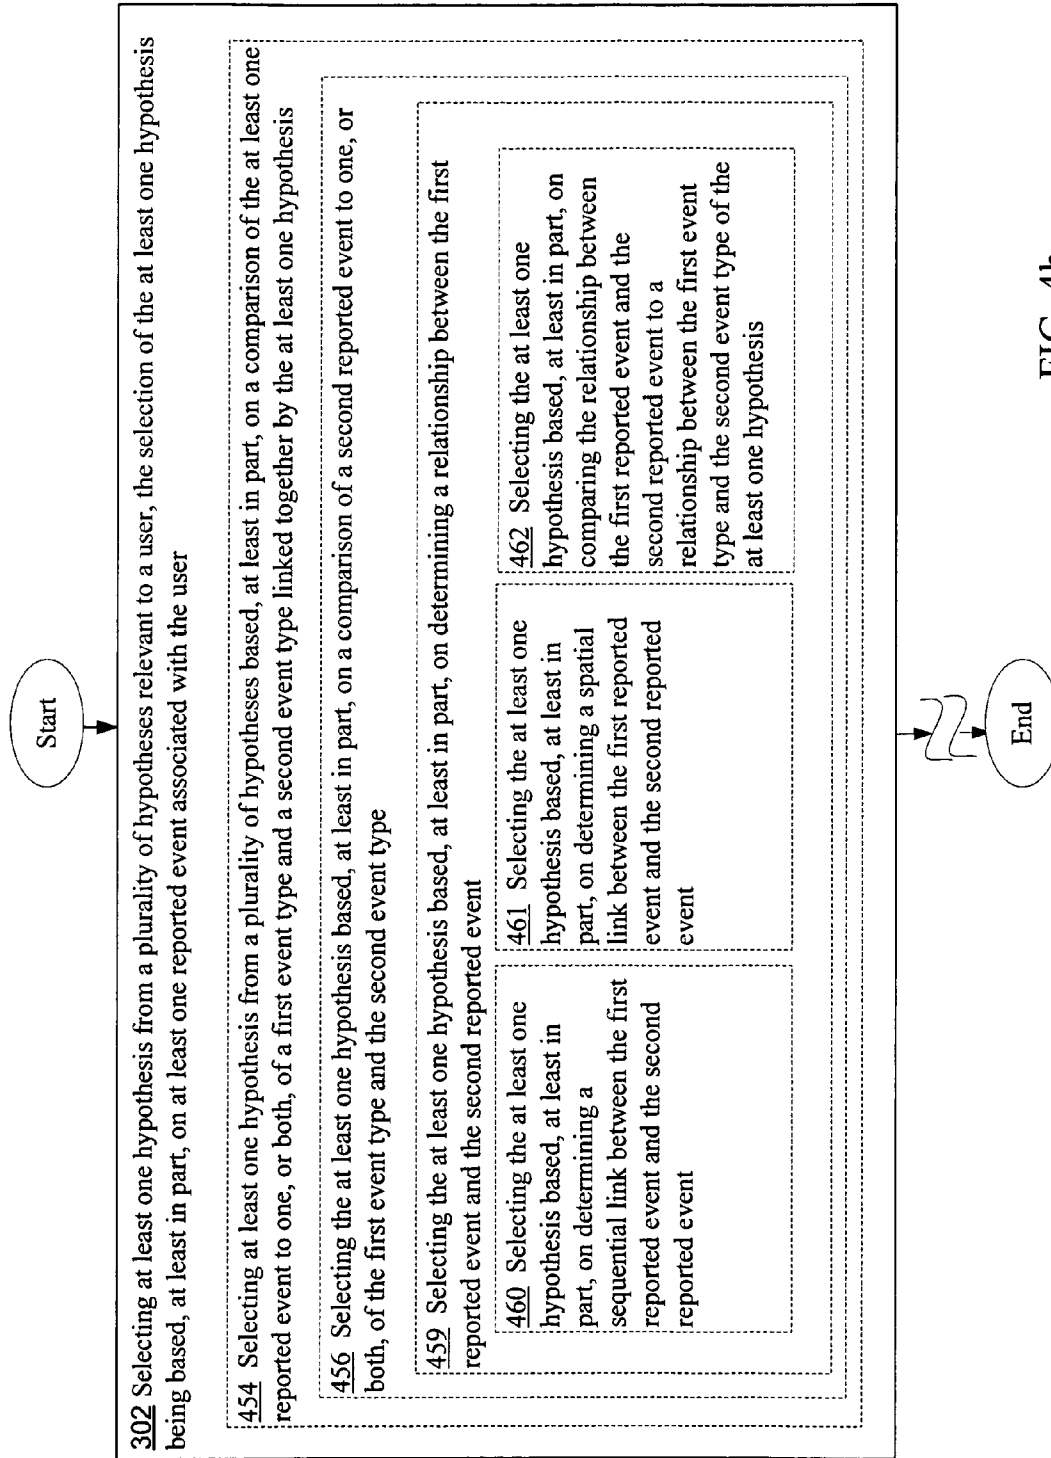 Start
302 Selecting at least one hypothesis from a plurality of hypotheses relevant to a user, the selection of the at least one hypothesis
being based, at least in part, on at least one reported event associated with the user
454 Selecting at least one hypothesis from a plurality of hypotheses based, at least in part, on a comparison of the at least one
reported event to one, or both, of a first event type and a second event type linked together by the at least one hypothesis
456 Selecting the at least one hypothesis based, at least in part, on a comparison of a second reported event to one, or
both, of the first event type and the second event type
459 Selecting the at least one hypothesis based, at least in part, on determining a relationship between the first
reported event and the second reported event
460 Selecting the at least one
hypothesis based, at least in
part, on determining a
sequential link between the first
reported event and the second
reported event
461 Selecting the at least one
hypothesis based, at least in
part, on determining a spatial
link between the first reported
event and the second reported
event
462 Selecting the at least one
hypothesis based, at least in part, on
comparing the relationship between
the first reported event and the
second reported event to a
relationship between the first event
type and the second event type of the
at least one hypothesis
End
FIG. 4b